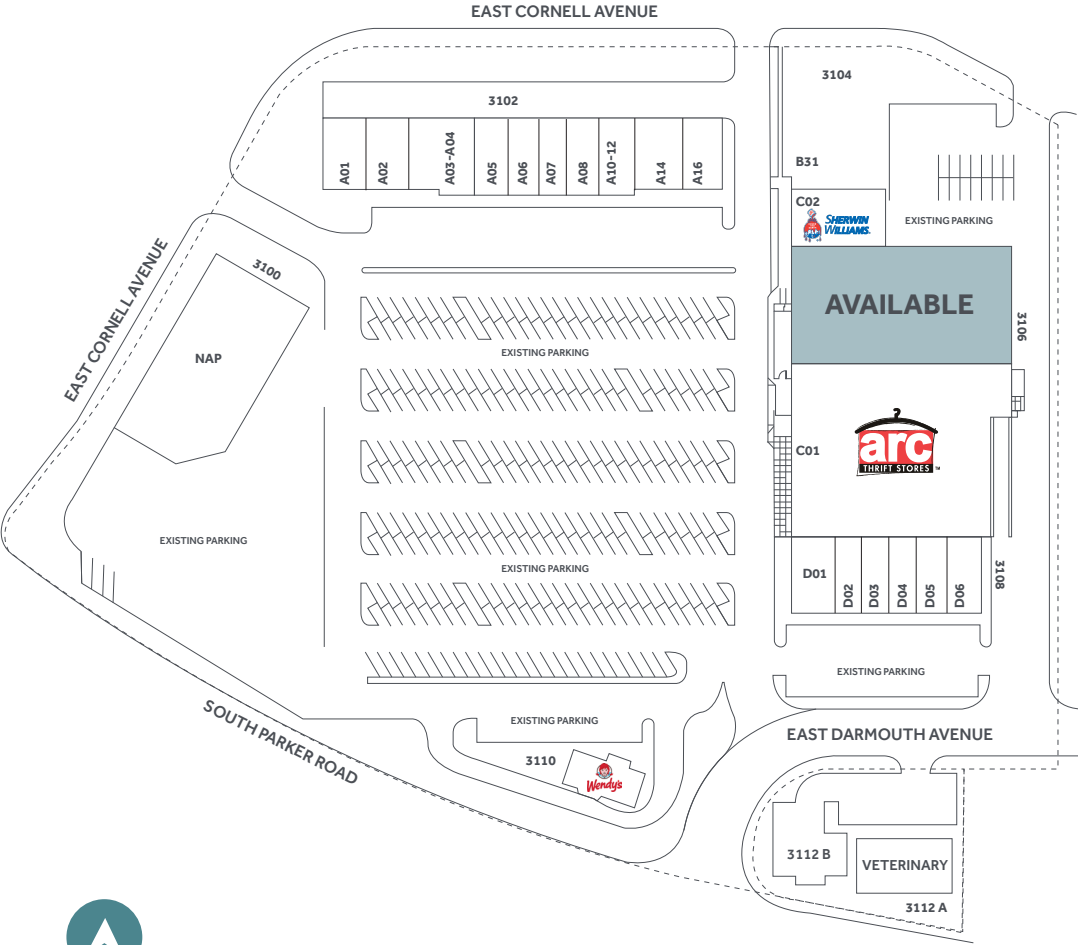 EAST CORNELL AVENUE
3104
3102
A01
A02
A03-A04
A05
A06
A07
A08
A10-12
A14
A16
B31
C02
SHERWIN
WILLIAMS.
EXISTING PARKING
EAST CORNELL AVENUE
3100
NAP
AVAILABLE
3106
EXISTING PARKING
C01
arc
THRIFT STORES™
EXISTING PARKING
EXISTING PARKING
D01
D02
D03
D04
D05
D06
3108
EXISTING PARKING
SOUTH PARKER ROAD
EXISTING PARKING
3110
Wendy's
EAST DARMOUTH AVENUE
3112 B
VETERINARY
3112 A